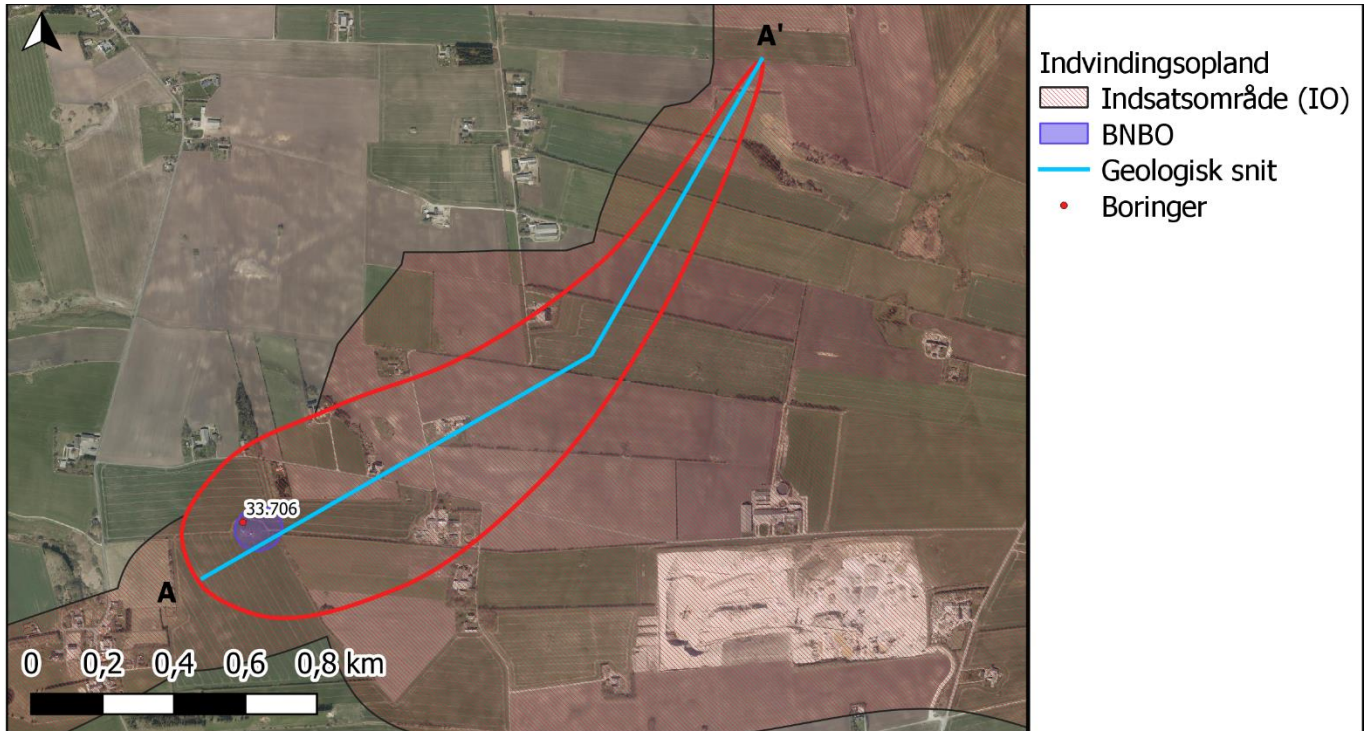 A'
33.706
A
0 0,2 0,4 0,6 0,8 km
Indvindingsopland
Indsatsområde (IO)
BNBO
Geologisk snit
Boringer